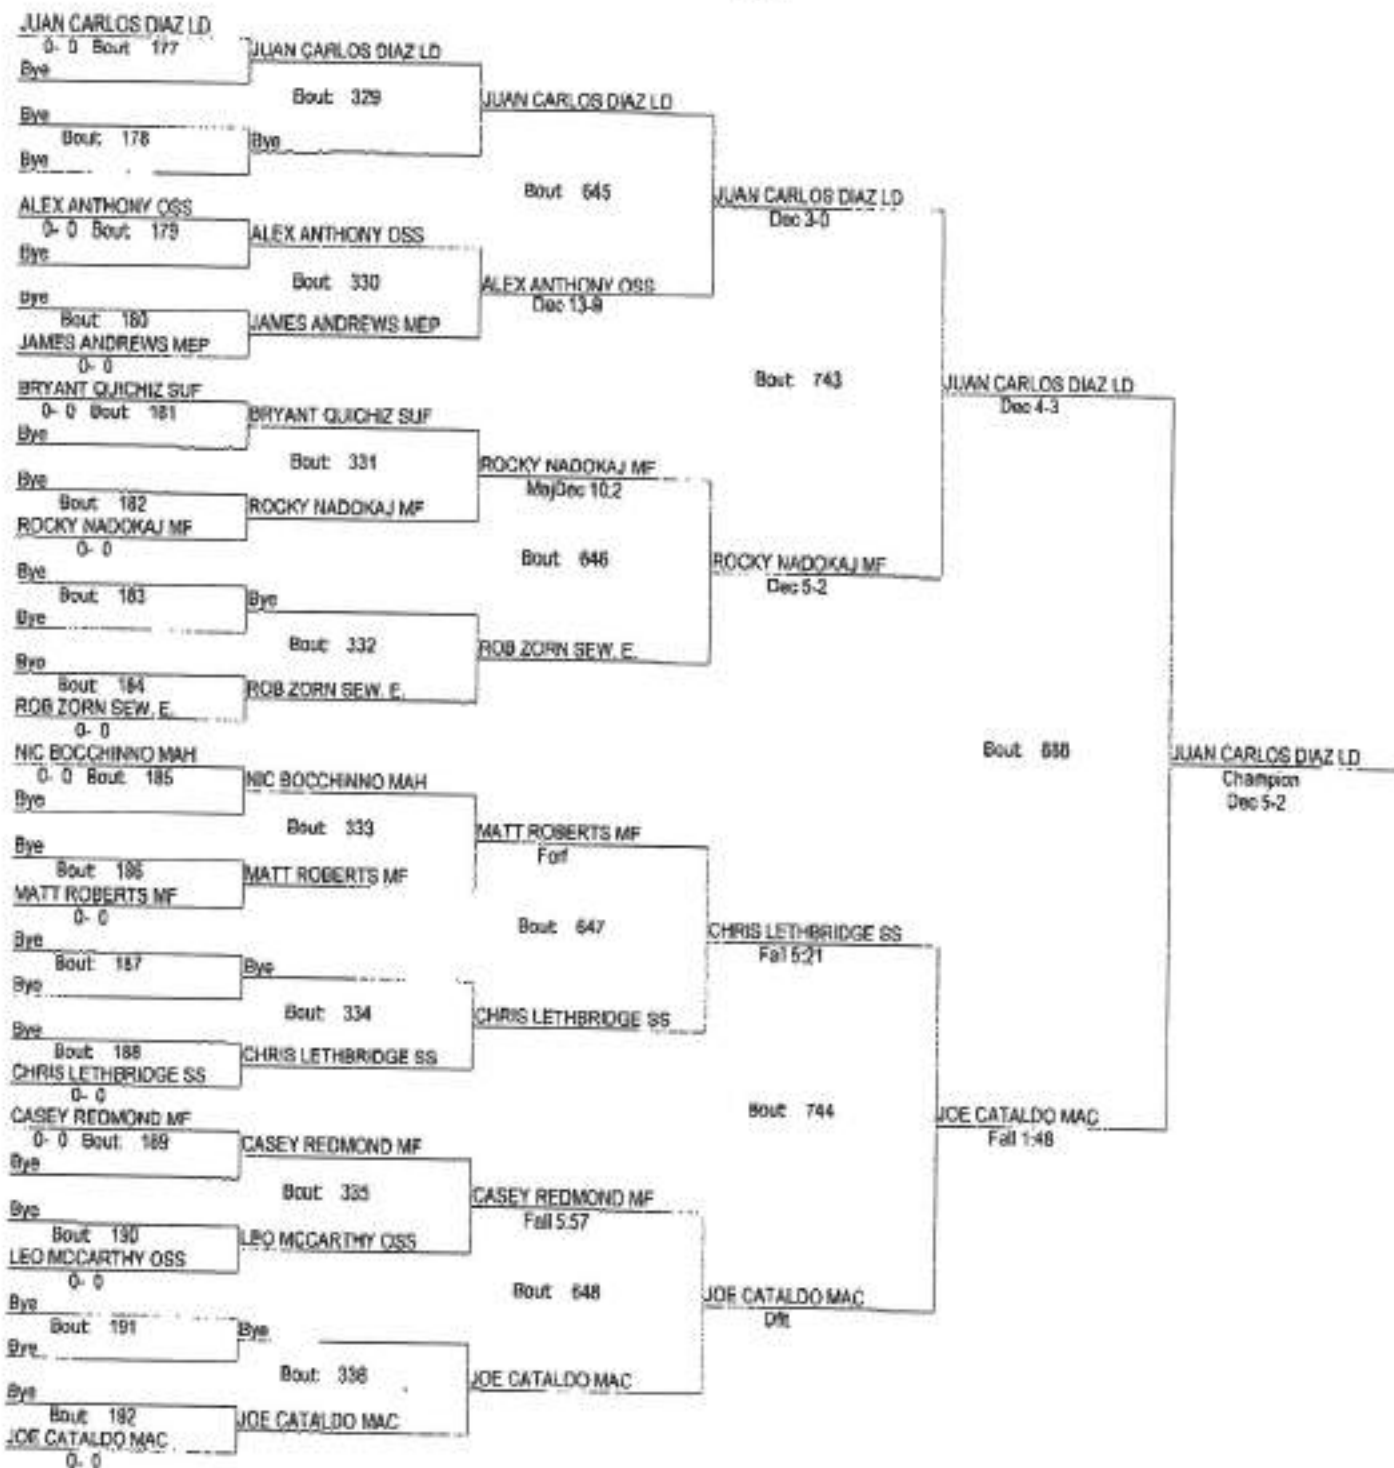 JUAN CARLOS DIAZ LD
0- 0 Bout 177
Bye
Bye
Bout 178
Bye
ALEX ANTHONY OSS
0- 0 Bout 179
Bye
Bye
Bout 180
JAMES ANDREWS MEP
0- 0
BRYANT QUICHIZ SUF
0- 0 Bout 181
Bye
Bye
Bout 182
ROCKY NADOKAJ MF
0- 0
Bye
Bout 183
Bye
Bye
Bout 184
ROB ZORN SEW. E.
0- 0
NIC BOCCHINNO MAH
0- 0 Bout 185
Bye
Bye
Bout 186
MATT ROBERTS MF
0- 0
Bye
Bout 187
Bye
Bye
Bout 188
CHRIS LETHBRIDGE SS
0- 0
CASEY REDMOND MF
0- 0 Bout 189
Bye
Bye
Bout 190
LEO MCCARTHY OSS
0- 0
Bye
Bout 191
Bye
Bye
Bout 192
JOE CATALDO MAC
0- 0
JUAN CARLOS DIAZ LD
Bout 329
Bye
ALEX ANTHONY OSS
Bout 330
JAMES ANDREWS MEP
BRYANT QUICHIZ SUF
Bout 331
ROCKY NADOKAJ MF
Bye
Bout 332
ROB ZORN SEW. E.
NIC BOCCHINNO MAH
Bout 333
MATT ROBERTS MF
Bye
Bout 334
CHRIS LETHBRIDGE SS
CASEY REDMOND MF
Bout 335
LEO MCCARTHY OSS
Bye
Bout 336
JOE CATALDO MAC
JUAN CARLOS DIAZ LD
Bout 645
ALEX ANTHONY OSS
Dec
ROCKY NADOKAJ MF
MajDec 10-2
Bout 646
ROB ZORN SEW. E.
MATT ROBERTS MF
Forf
Bout 647
CHRIS LETHBRIDGE SS
CASEY REDMOND MF
Fall 5:57
Bout 648
JOE CATALDO MAC
JUAN CARLOS DIAZ LD
Dec 3-0
Bout 743
ROCKY NADOKAJ MF
Dec 5-2
CHRIS LETHBRIDGE SS
Fall 5:21
Bout 744
JOE CATALDO MAC
Dflt
JUAN CARLOS DIAZ LD
Dec 4-3
Bout
JOE CATALDO MAC
Fall 1:48
JUAN CARLOS DIAZ LD
Champion
Dec 5-2